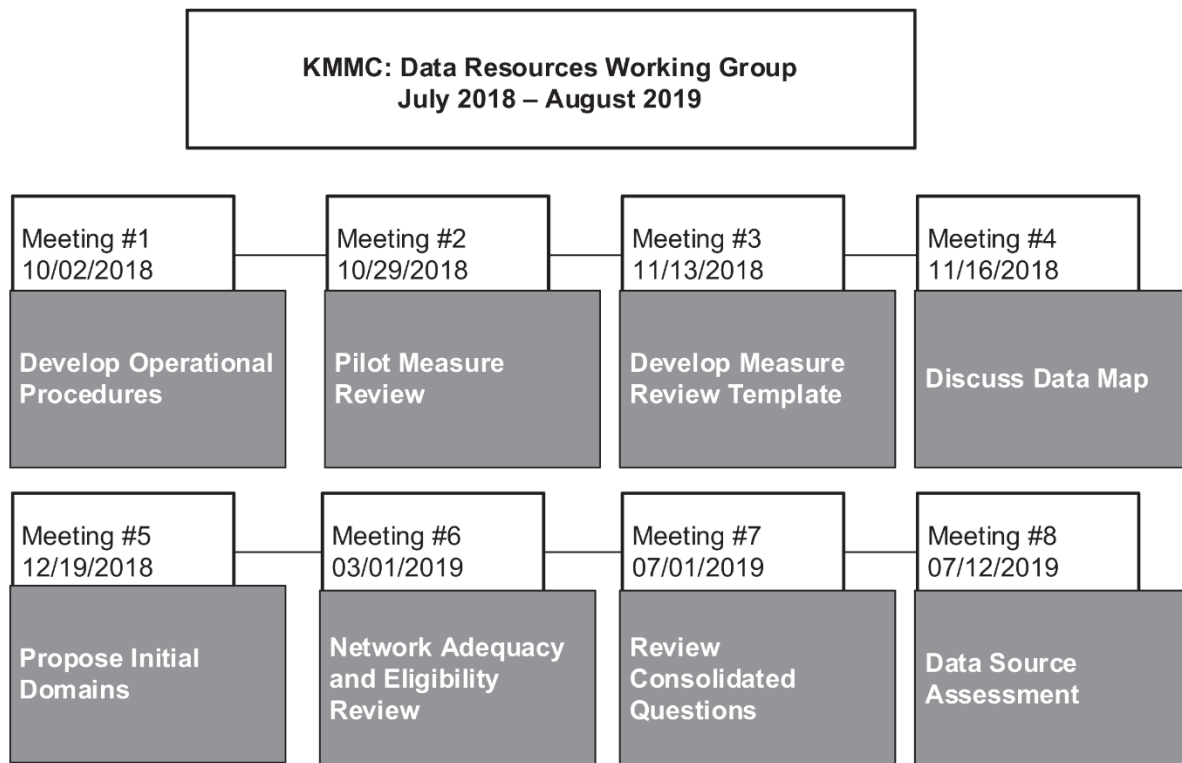 KMMC: Data Resources Working Group
July 2018 – August 2019
Meeting #1
10/02/2018
Develop Operational
Procedures
Meeting #2
10/29/2018
Pilot Measure
Review
Meeting #3
11/13/2018
Develop Measure
Review Template
Meeting #4
11/16/2018
Discuss Data Map
Meeting #5
12/19/2018
Propose Initial
Domains
Meeting #6
03/01/2019
Network Adequacy
and Eligibility
Review
Meeting #7
07/01/2019
Review
Consolidated
Questions
Meeting #8
07/12/2019
Data Source
Assessment